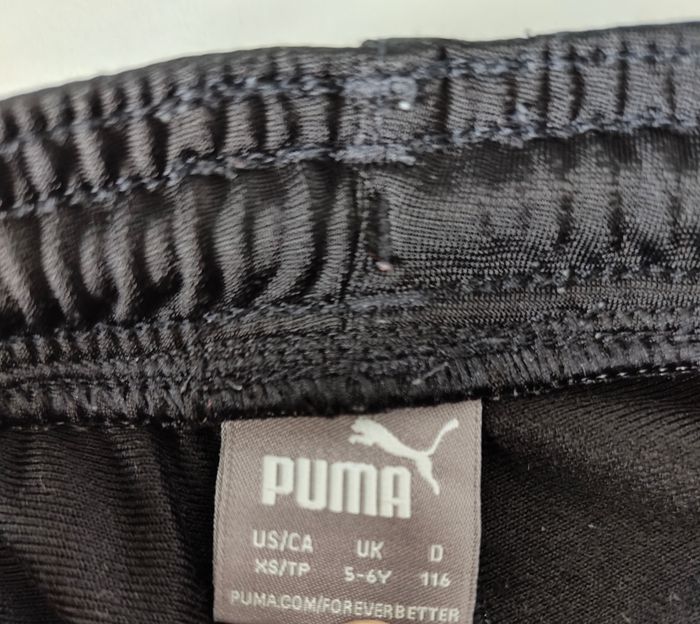 PUMA
US/CA UK D
XS/TP 5-6Y 116
PUMA.COM/FOREVERBETTER